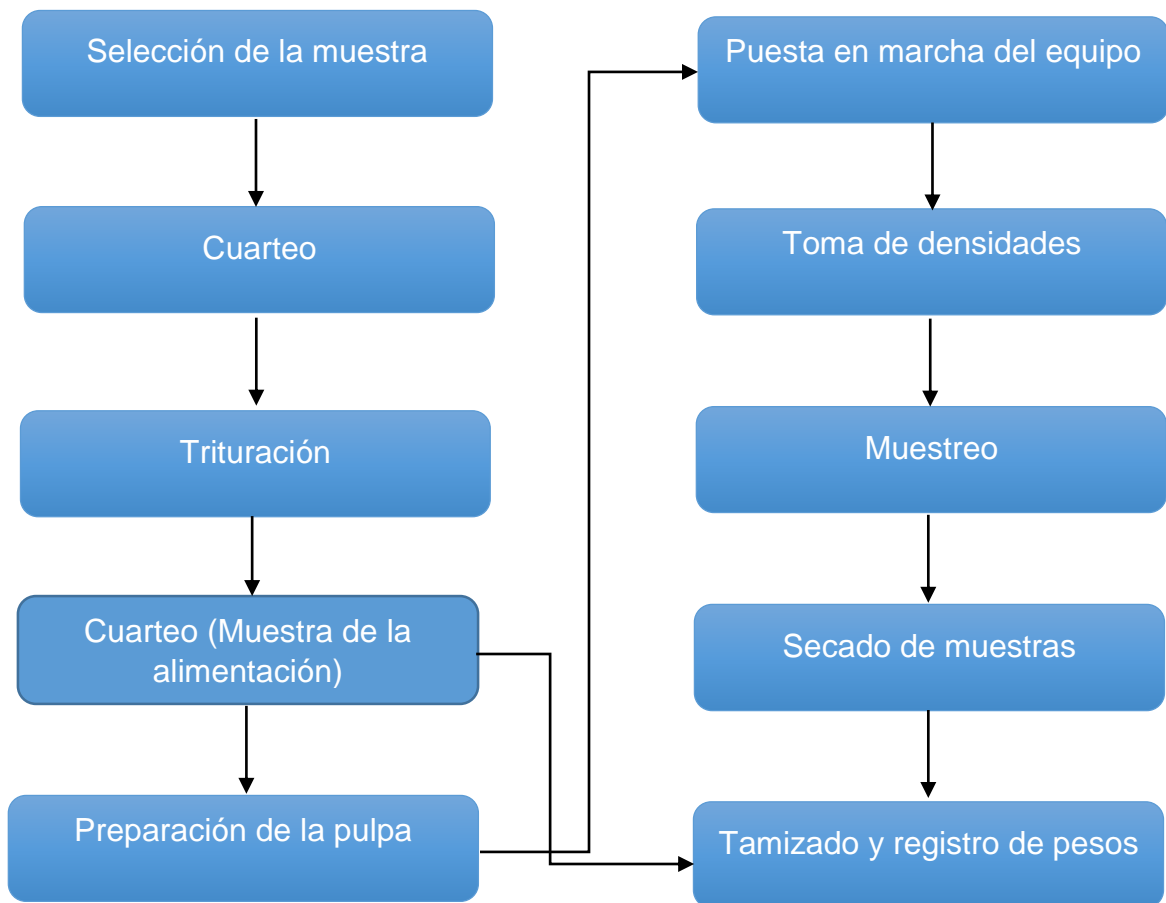 Selección de la muestra
Cuarteo
Trituración
Cuarteo (Muestra de la
alimentación)
Preparación de la pulpa
Puesta en marcha del equipo
Toma de densidades
Muestreo
Secado de muestras
Tamizado y registro de pesos